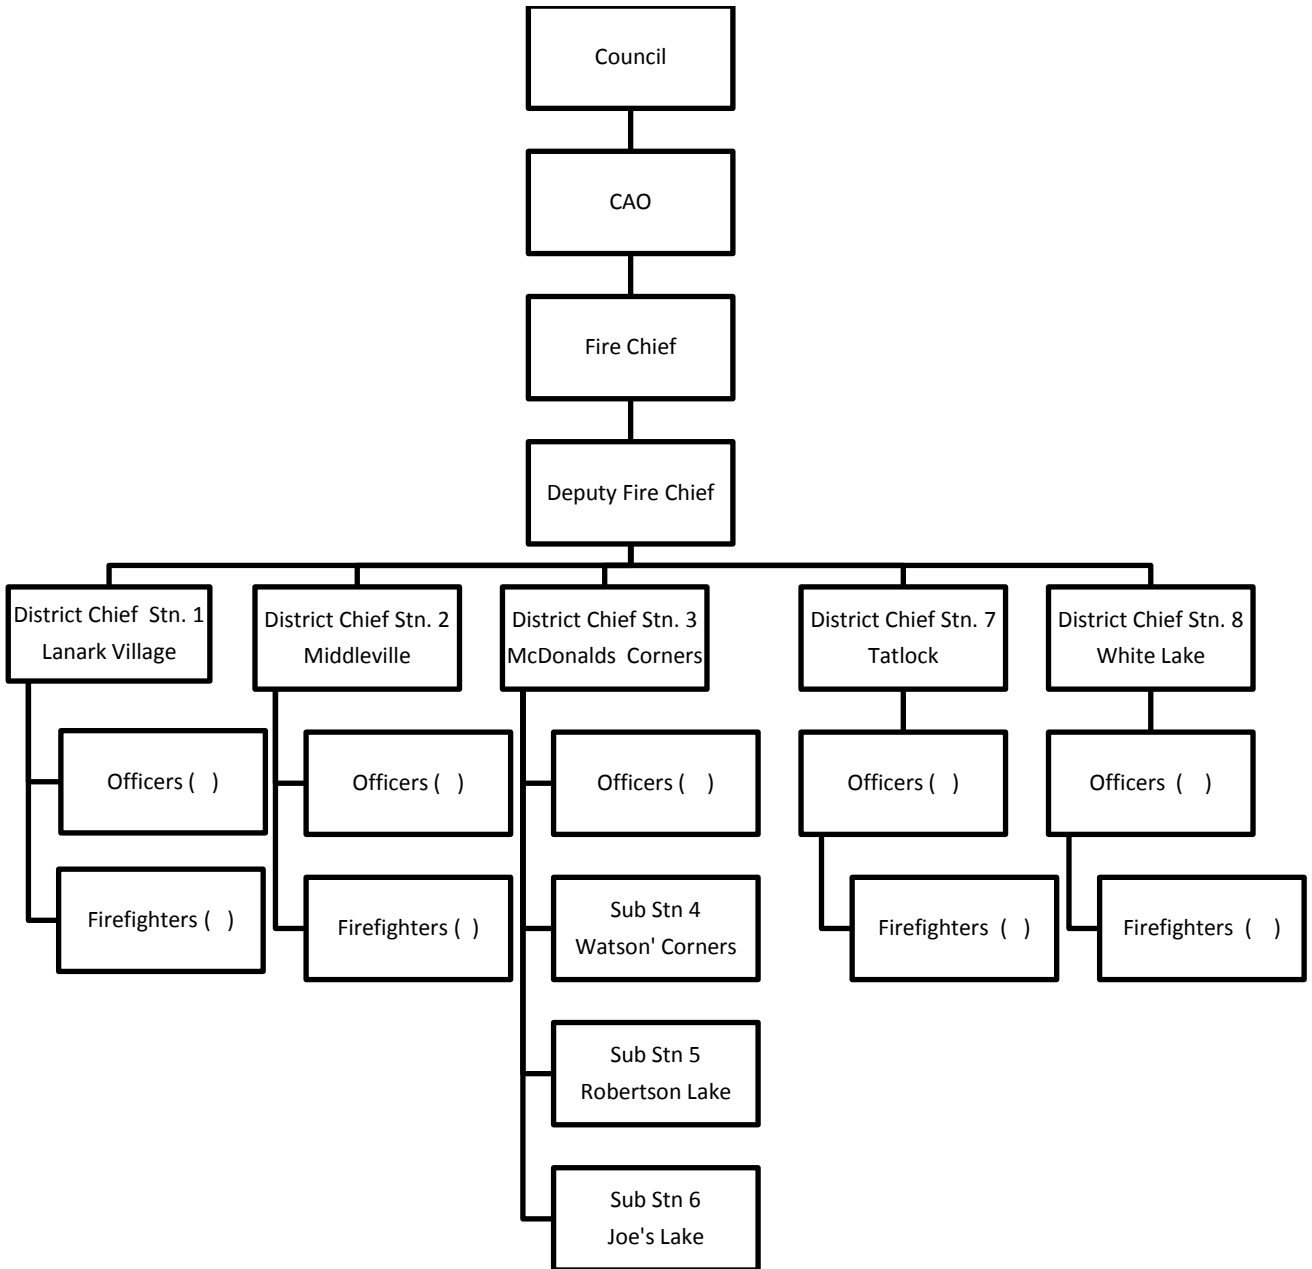 Council
CAO
Fire Chief
Deputy Fire Chief
District Chief  Stn. 1
Lanark Village
District Chief Stn. 2
Middleville
District Chief Stn. 3
McDonalds  Corners
District Chief Stn. 7
Tatlock
District Chief Stn. 8
White Lake
Officers (   )
Officers (   )
Officers (   )
Officers (   )
Officers  (   )
Firefighters (   )
Firefighters (  )
Sub Stn 4
Watson' Corners
Firefighters  (   )
Firefighters  (   )
Sub Stn 5
Robertson Lake
Sub Stn 6
Joe's Lake